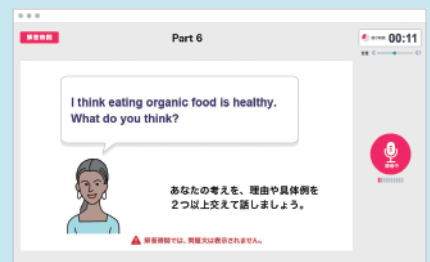 解答時間
Part 6
00:11
I think eating organic food is healthy.
What do you think?
あなたの考えを、理由や具体例を
２つ以上交えて話しましょう。
解答時間では、問題文は表示されません。